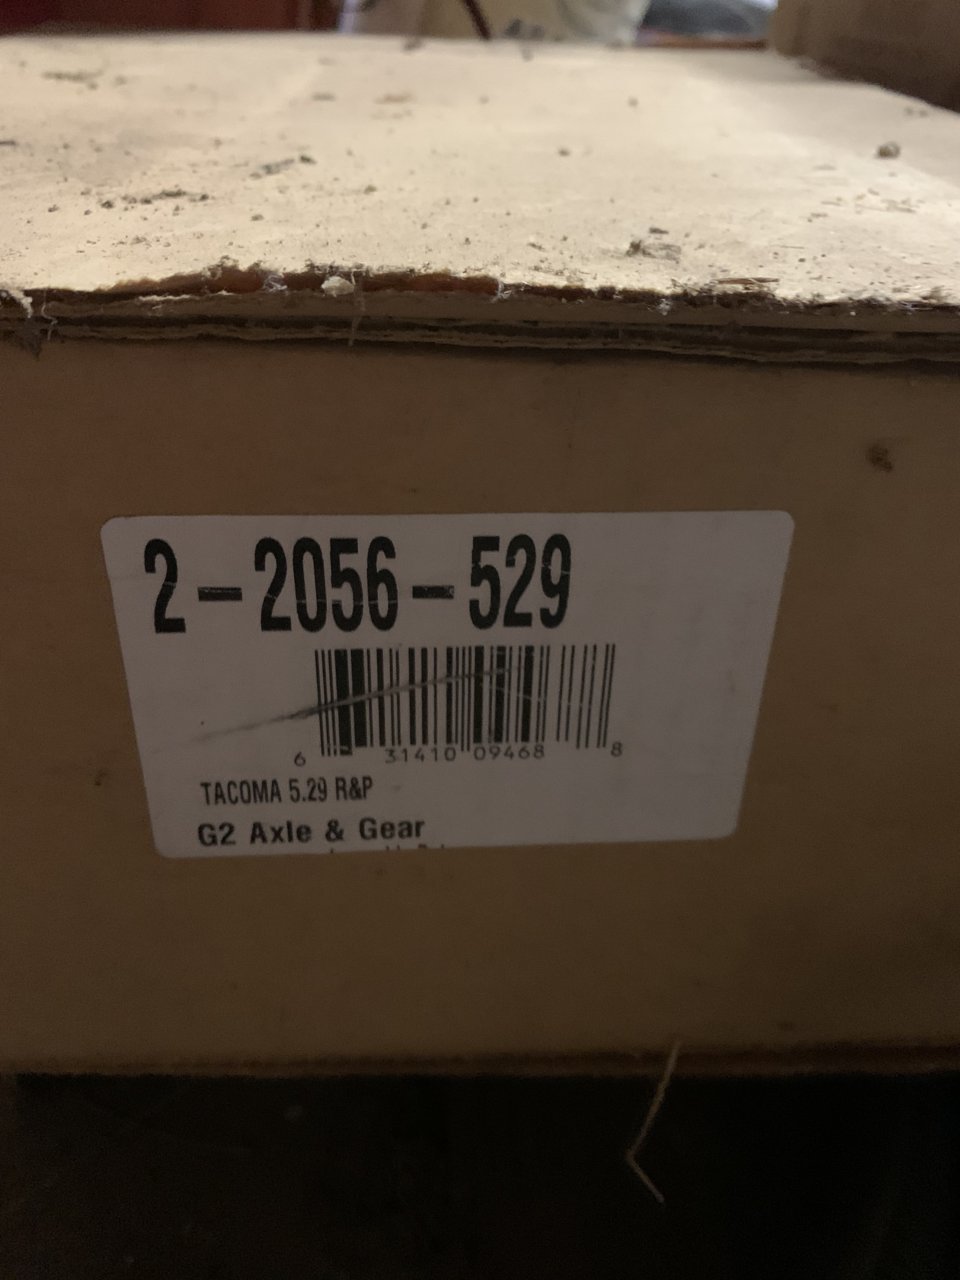 2-2056-529
6 31410 09468 8
TACOMA 5.29 R&P
G2 Axle & Gear